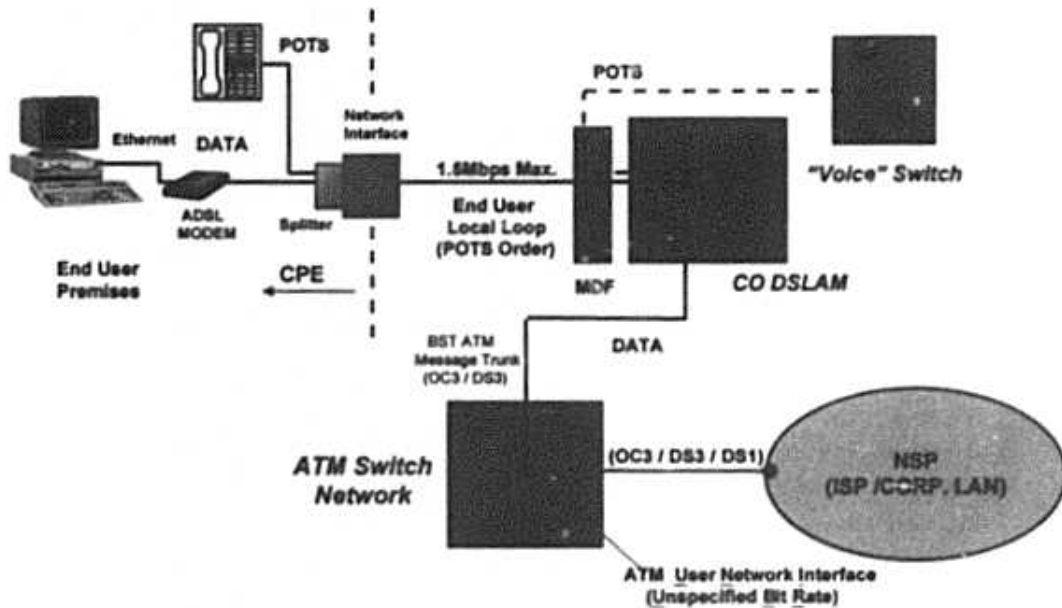 POTS
POTS
Network
Interface
Ethernet
DATA
1.5Mbps Max.
"Voice" Switch
ADSL
MODEM
Splitter
End User
Local Loop
(POTS Order)
End User
Premises
CPE
MDF
CO DSLAM
BST ATM
Message Trunk
(OC3 / DS3)
DATA
ATM Switch
Network
(OC3 / DS3 / DS1)
NSP
(ISP /CORP. LAN)
ATM User Network Interface
(Unspecified Bit Rate)